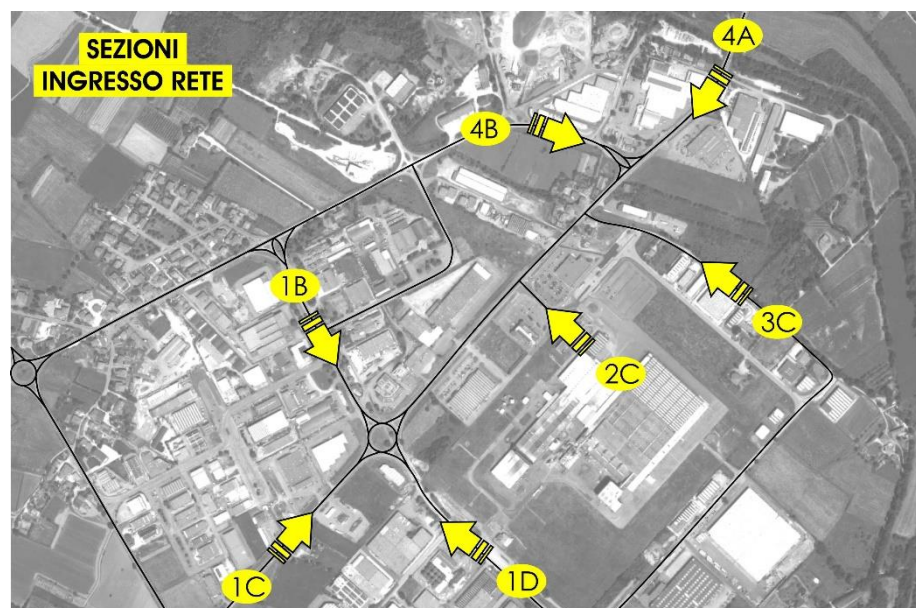 SEZIONI
INGRESSO RETE
4A
4B
1B
3C
2C
1C
1D